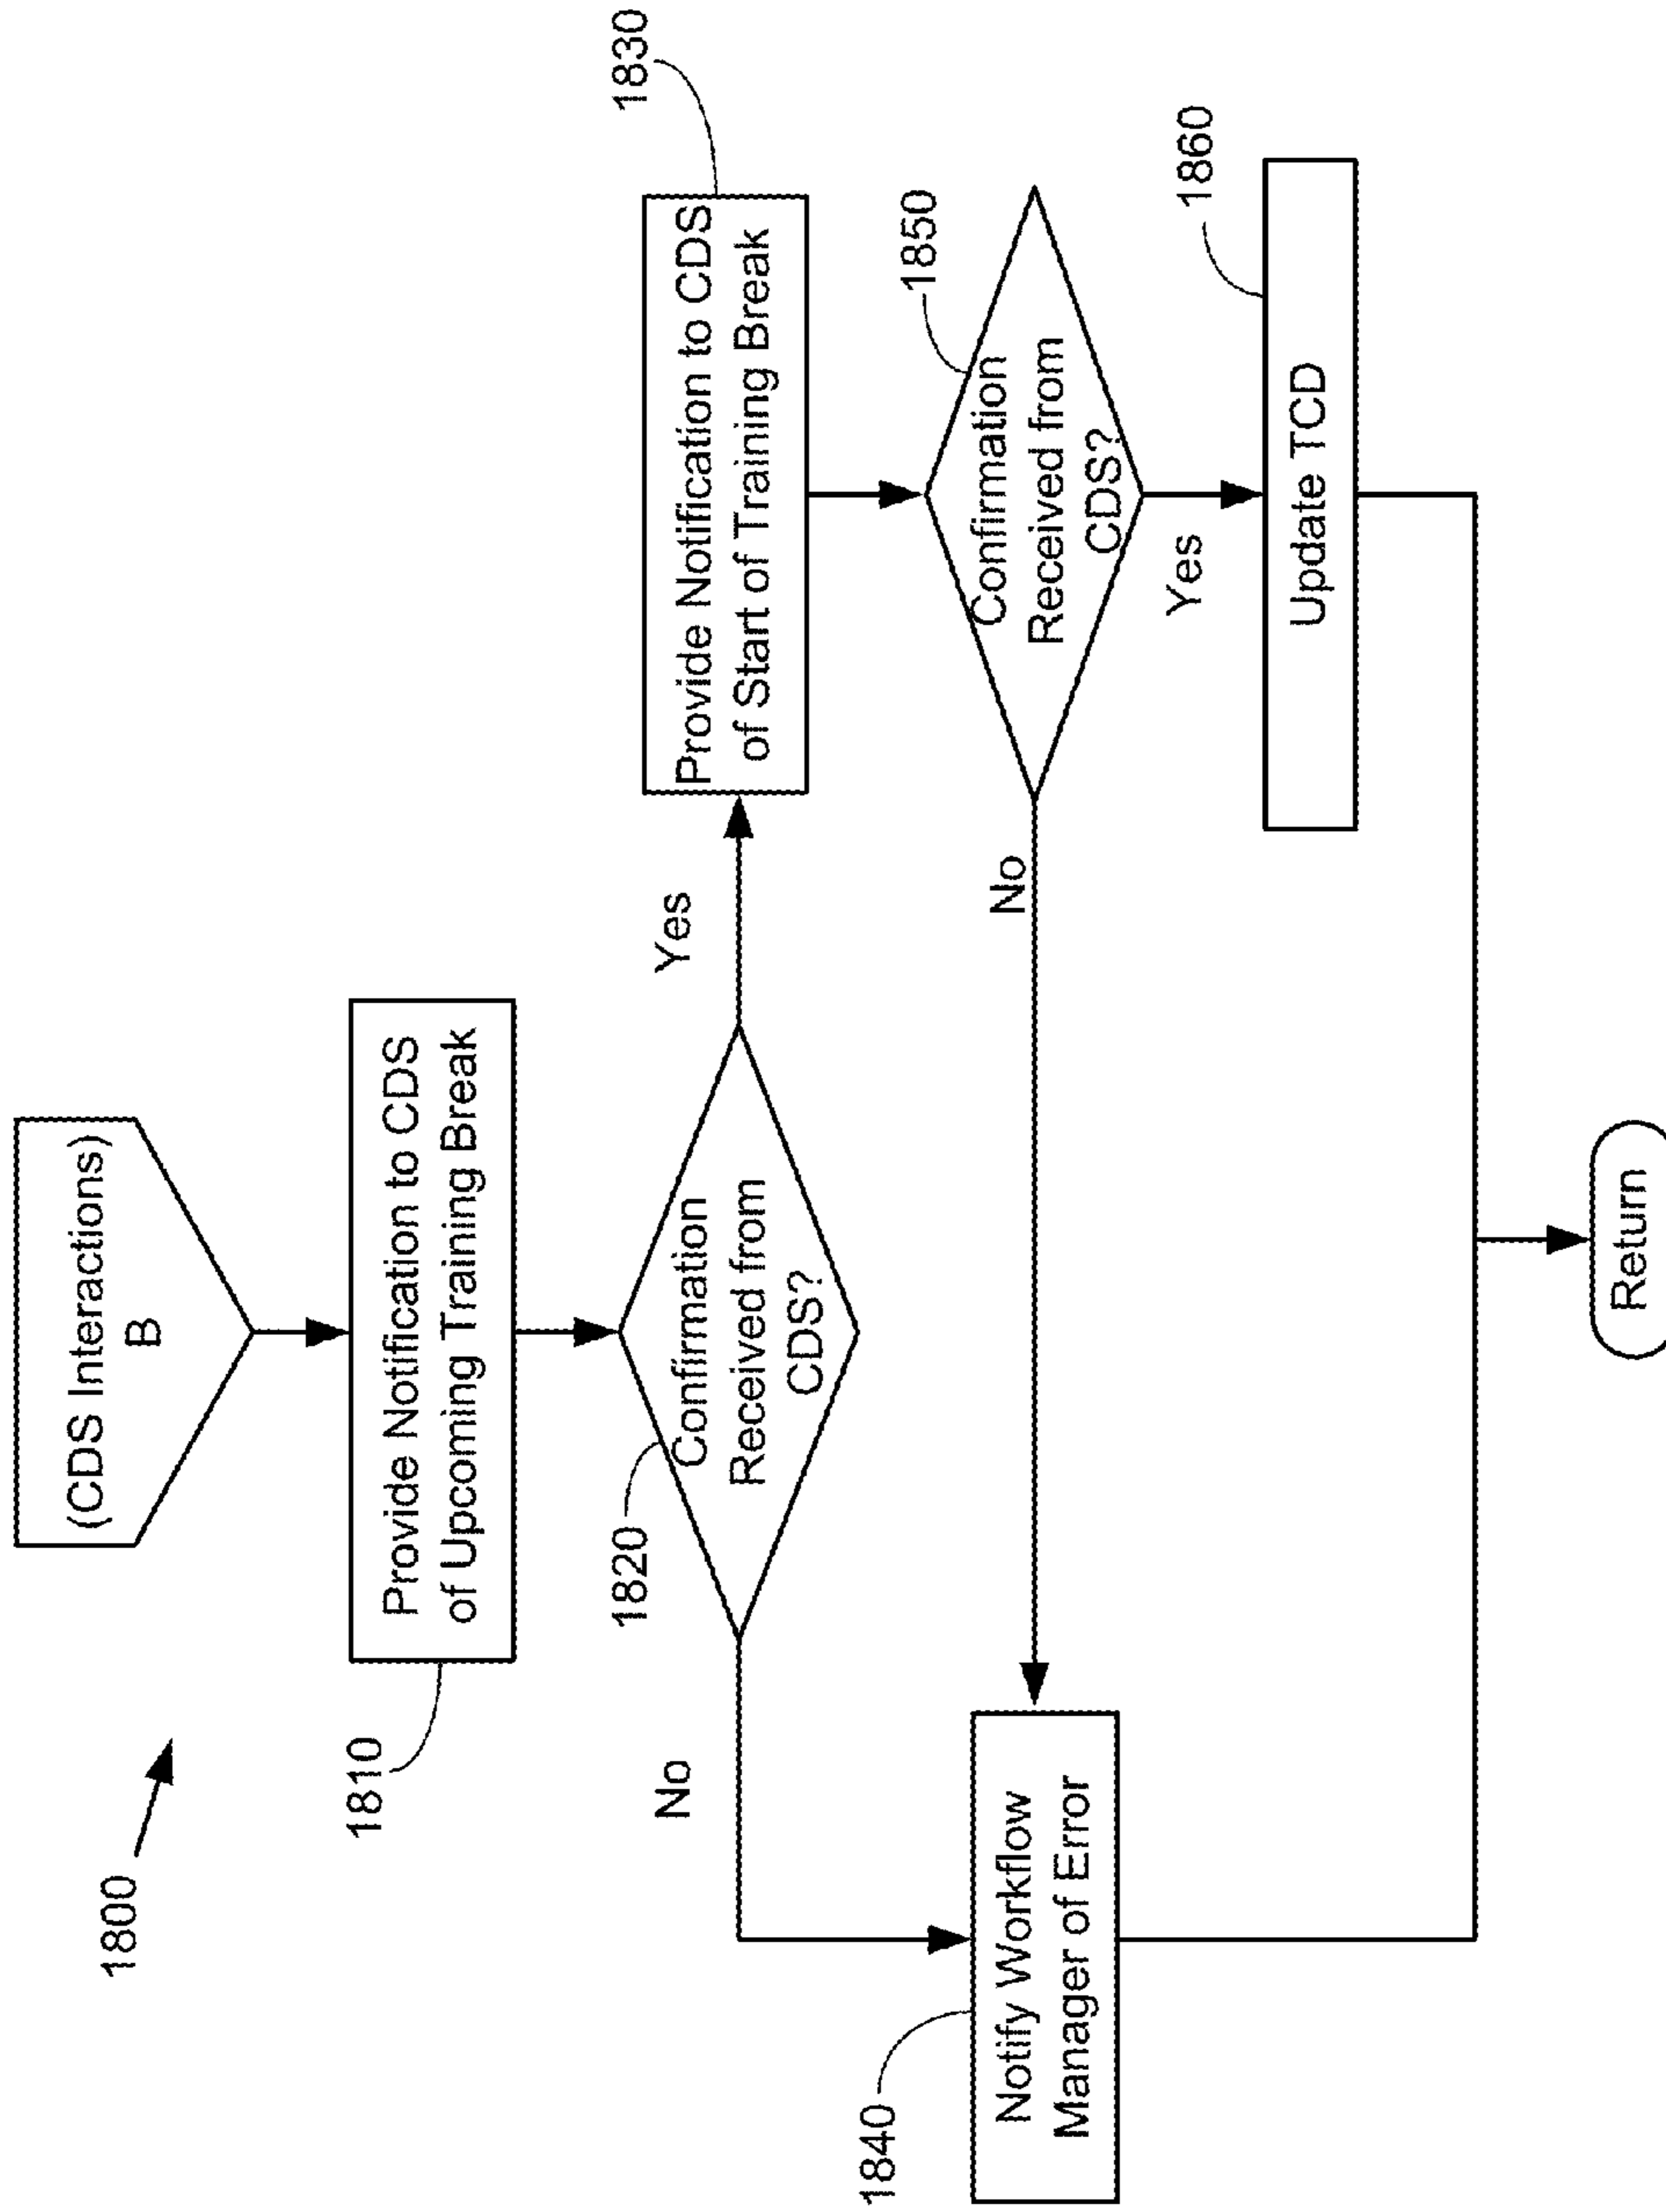 1800
(CDS Interactions)
B
1810
Provide Notification to CDS
of Upcoming Training Break
1820
Confirmation
Received from
CDS?
No
Yes
1830
Provide Notification to CDS
of Start of Training Break
1840
Notify Workflow
Manager of Error
1850
Confirmation
Received from
CDS?
No
Yes
1860
Update TCD
Return